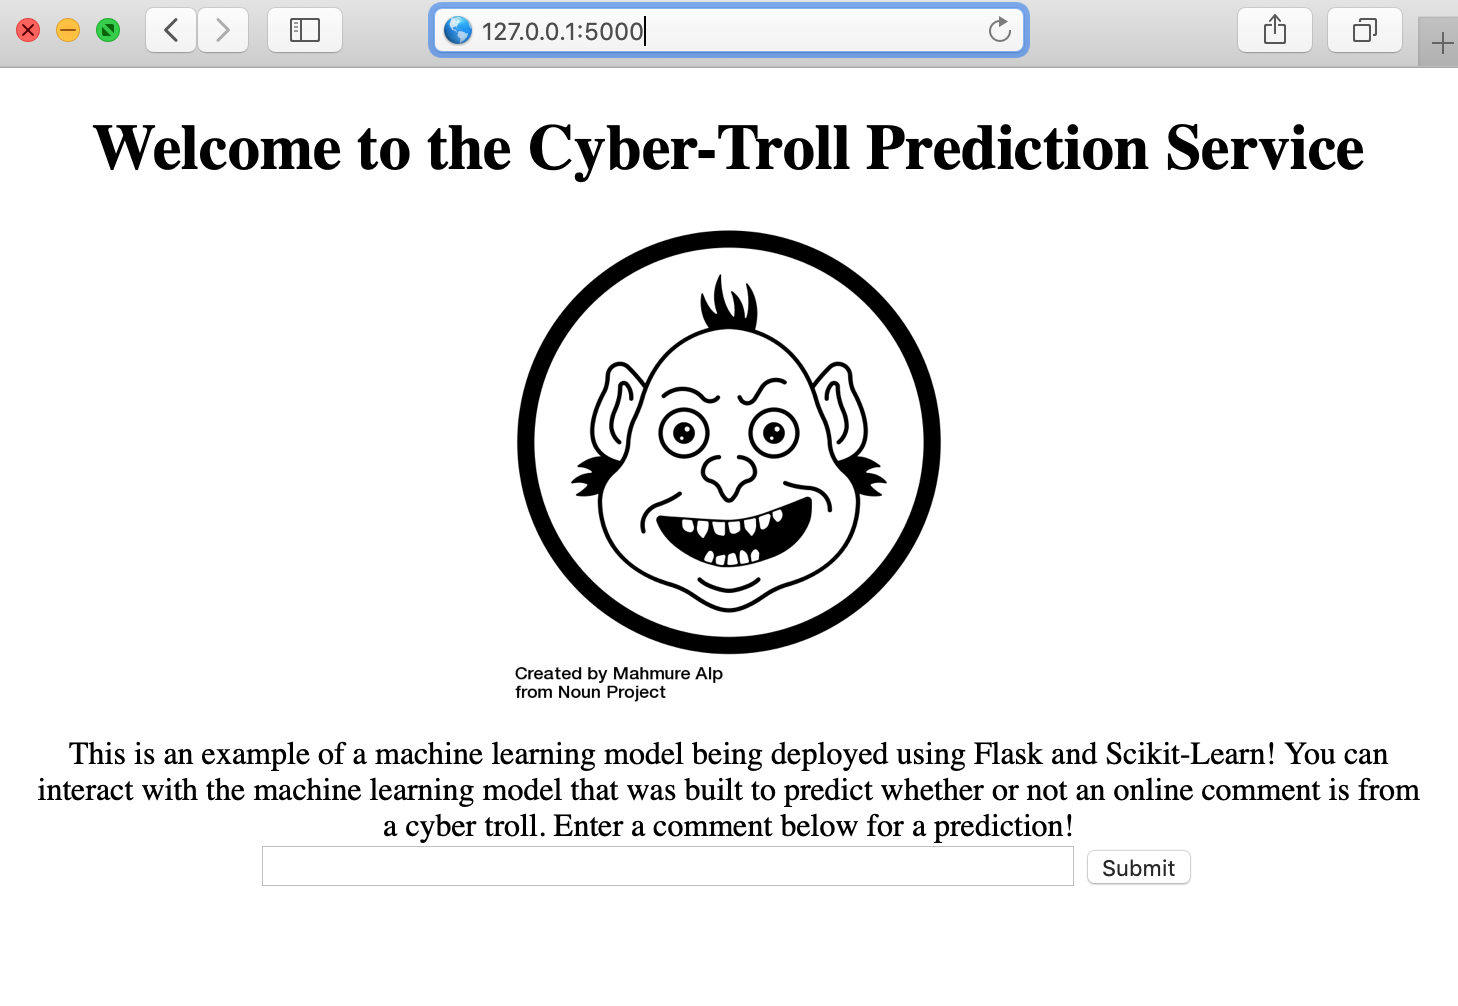 127.0.0.1:5000
Welcome to the Cyber-Troll Prediction Service
Created by Mahmure Alp
from Noun Project
This is an example of a machine learning model being deployed using Flask and Scikit-Learn! You can
interact with the machine learning model that was built to predict whether or not an online comment is from
a cyber troll. Enter a comment below for a prediction!
Submit